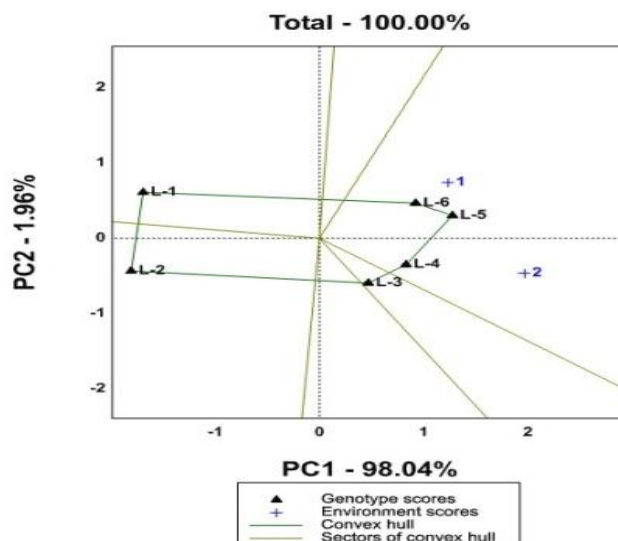 Total - 100.00%
PC2 - 1.96%
2
1
0
-1
-2
L-1
L-2
L-6
1
L-5
L-4
L-3
2
-1
0
1
2
PC1 - 98.04%
Genotype scores
Environment scores
Convex hull
Sectors of convex hull